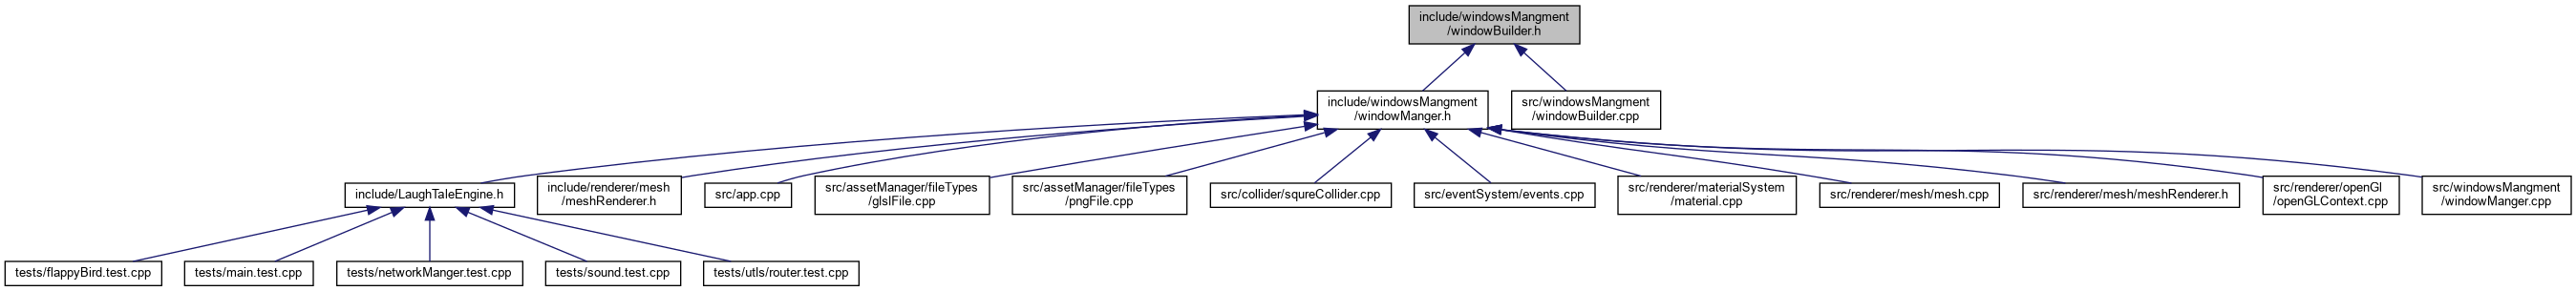 include/windowsMangment
/windowBuilder.h
include/windowsMangment
/windowManger.h
src/windowsMangment
/windowBuilder.cpp
include/LaughTaleEngine.h
include/renderer/mesh
/meshRenderer.h
src/app.cpp
src/assetManager/fileTypes
/glslFile.cpp
src/assetManager/fileTypes
/pngFile.cpp
src/collider/squreCollider.cpp
src/eventSystem/events.cpp
src/renderer/materialSystem
/material.cpp
src/renderer/mesh/mesh.cpp
src/renderer/mesh/meshRenderer.h
src/renderer/openGl
/openGLContext.cpp
src/windowsMangment
/windowManger.cpp
tests/flappyBird.test.cpp
tests/main.test.cpp
tests/networkManger.test.cpp
tests/sound.test.cpp
tests/utls/router.test.cpp